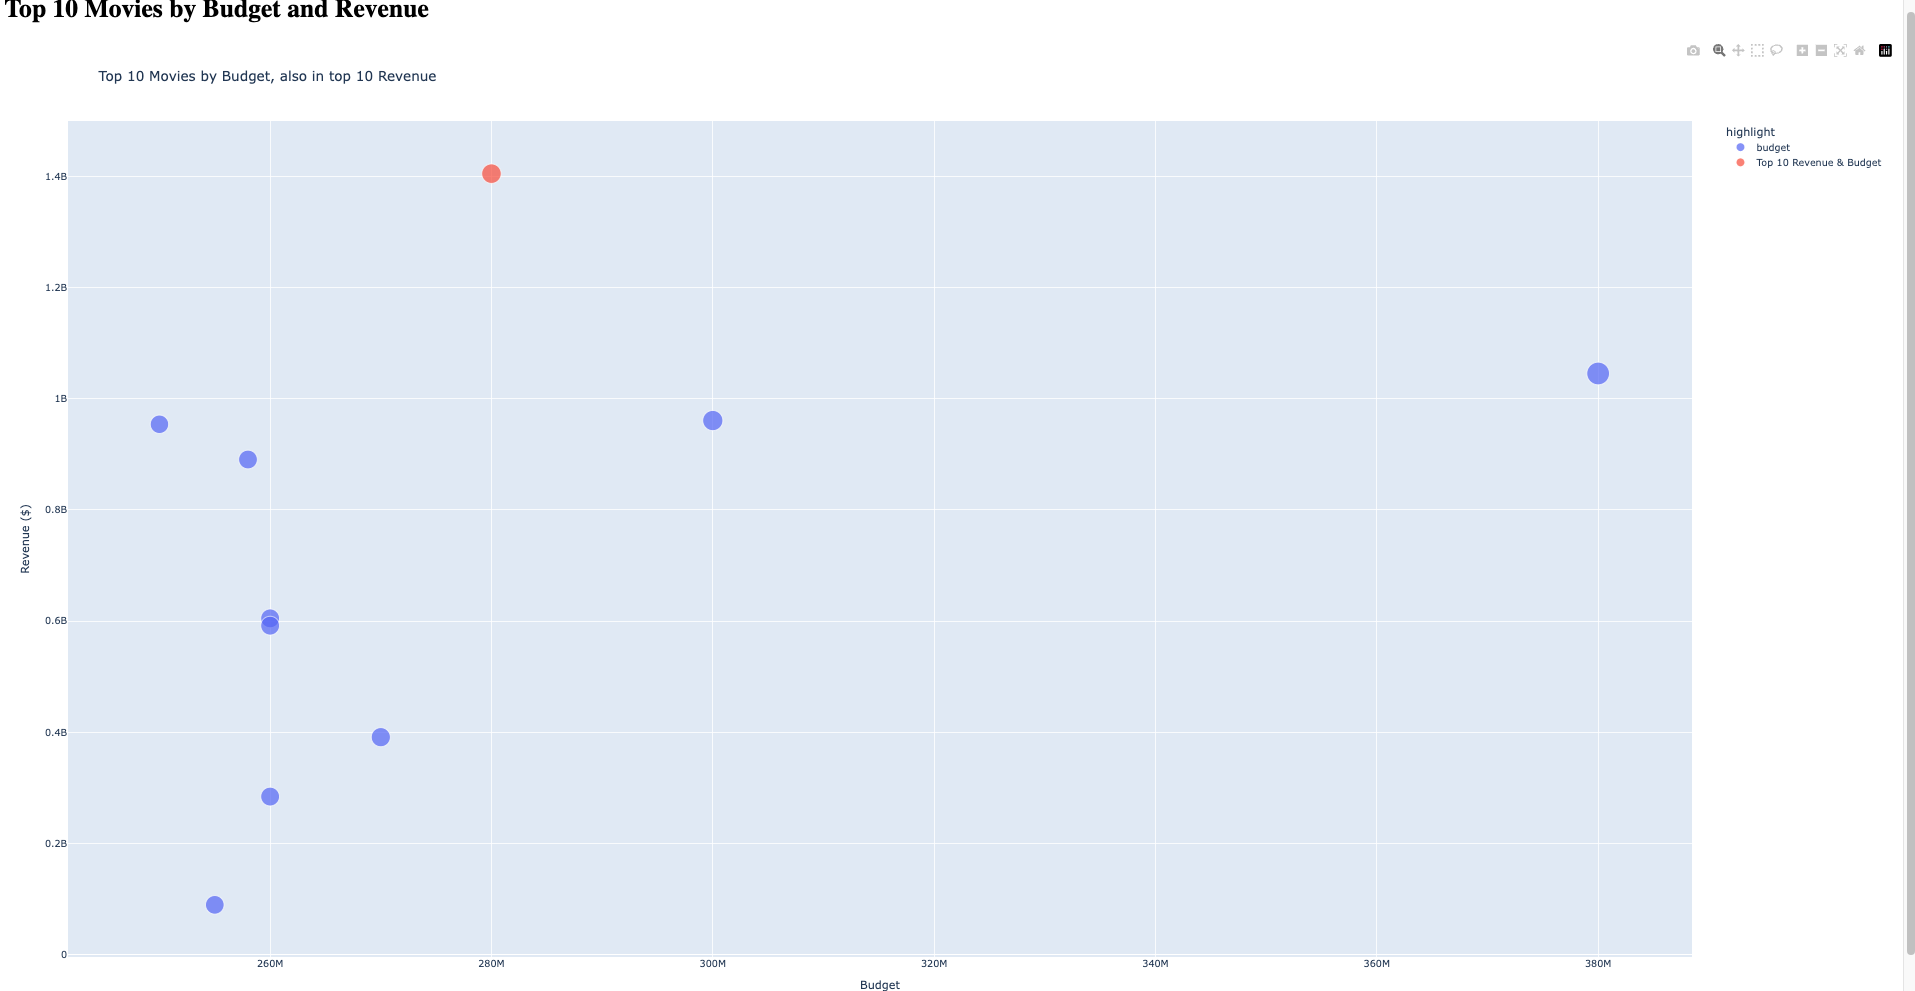 Top 10 Movies by Budget and Revenue
Top 10 Movies by Budget, also in top 10 Revenue
highlight
budget
Top 10 Revenue & Budget
1.4B
1.2B
1B
0.8B
0.6B
0.4B
0.2B
0
Revenue ($)
260M
280M
300M
320M
340M
360M
380M
Budget